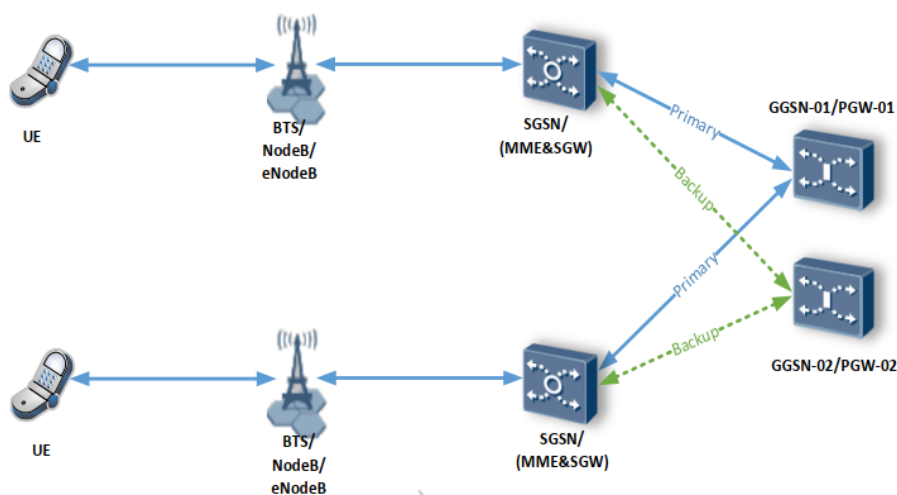 UE
BTS/
NodeB/
eNodeB
SGSN/
(MME&SGW)
Primary
Backup
GGSN-01/PGW-01
Primary
Backup
GGSN-02/PGW-02
UE
BTS/
NodeB/
eNodeB
SGSN/
(MME&SGW)